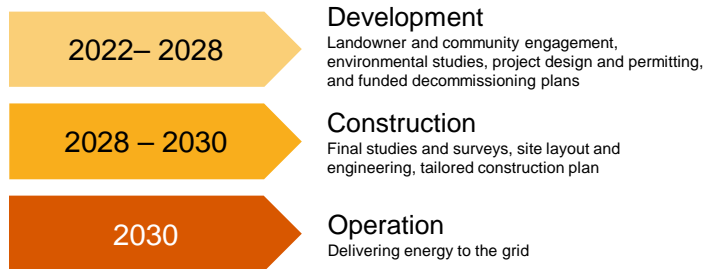 2022– 2028
Development
Landowner and community engagement,
environmental studies, project design and permitting,
and funded decommissioning plans
2028 – 2030
Construction
Final studies and surveys, site layout and
engineering, tailored construction plan
2030
Operation
Delivering energy to the grid